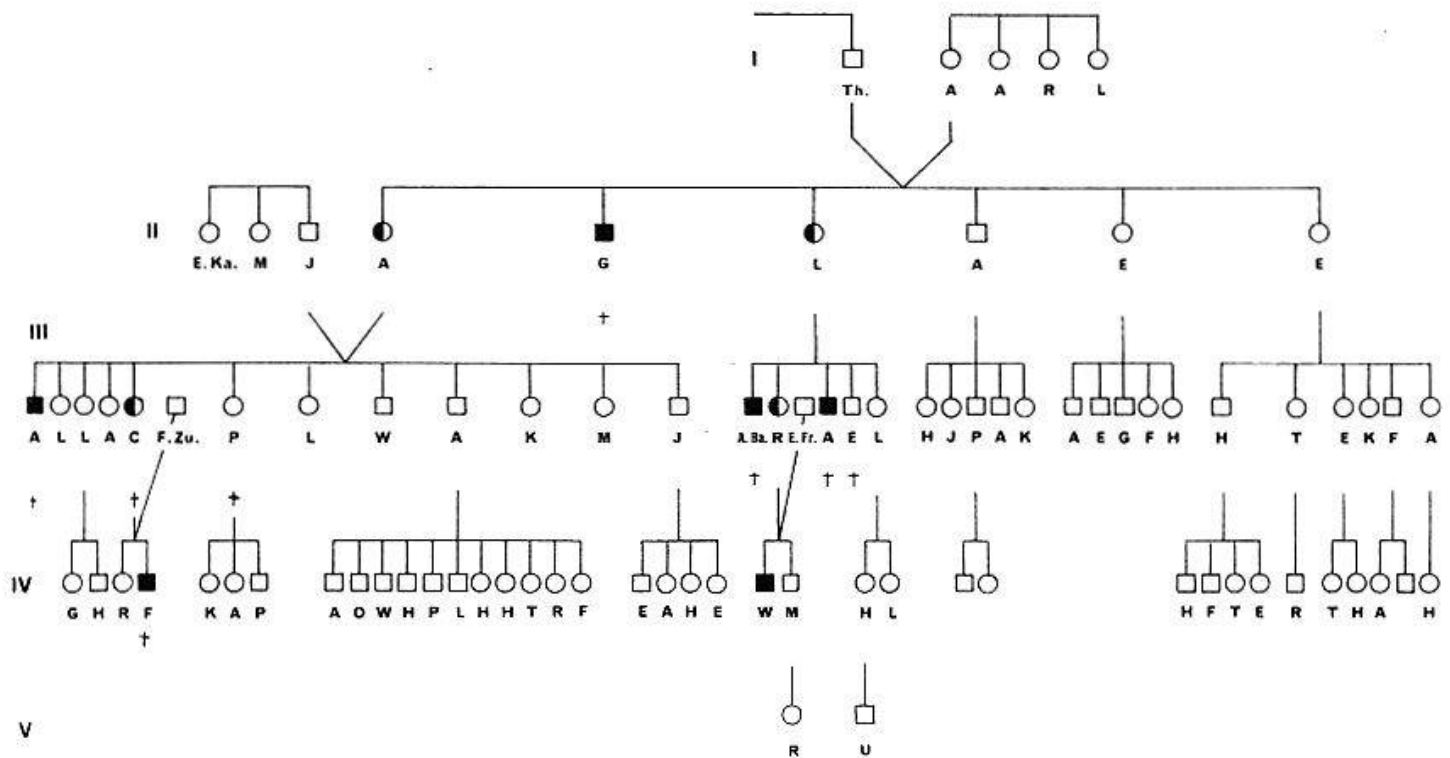 I
Th. A A R L
II
E. Ka. M J A G L A E E
†
III
A L L A C F. Zu. P L W A K M J A. Ba. R E. Fr. A E L H J P A K A E G F H H T E K F A
† † † † † †
IV
G H R F K A P A O W H P L H H T R F E A H E W M H L H F T E R T H A H
†
V
R U